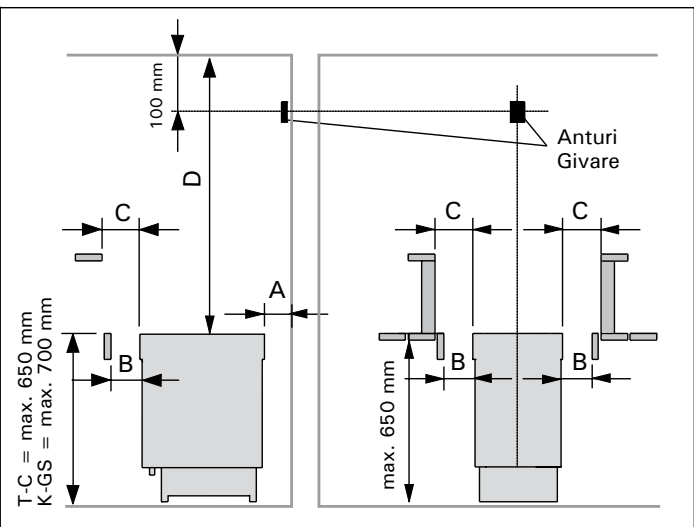 100 mm
D
Anturi
Givare
C
C
C
A
B
B
B
T-C = max. 650 mm
K-GS = max. 700 mm
max. 650 mm